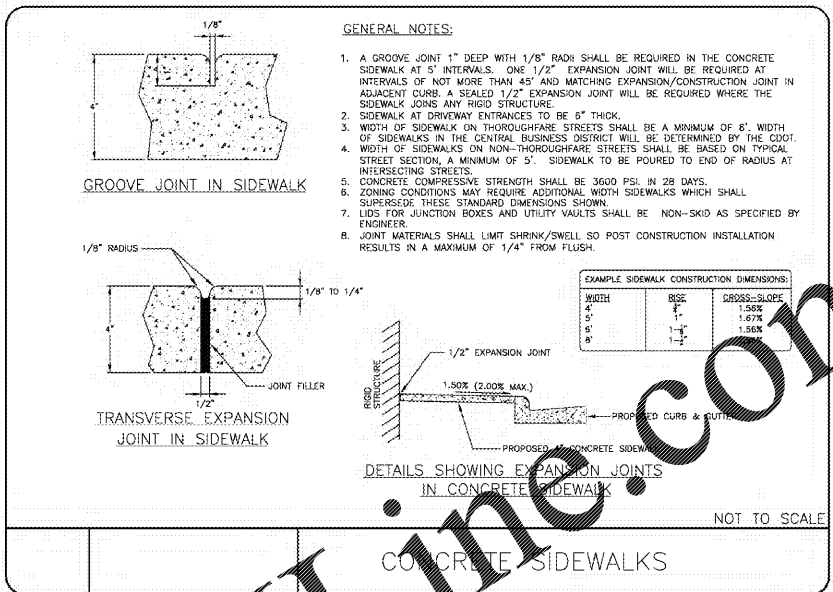 1/8"
1"
4"
GROOVE JOINT IN SIDEWALK
GENERAL NOTES:
1. A GROOVE JOINT 1" DEEP WITH 1/8" RADII SHALL BE REQUIRED IN THE CONCRETE
SIDEWALK AT 5' INTERVALS. ONE 1/2" EXPANSION JOINT WILL BE REQUIRED AT
INTERVALS OF NOT MORE THAN 45' AND MATCHING EXPANSION/CONSTRUCTION JOINT IN
ADJACENT CURB. A SEALED 1/2" EXPANSION JOINT WILL BE REQUIRED WHERE THE
SIDEWALK JOINS ANY RIGID STRUCTURE.
2. SIDEWALK AT DRIVEWAY ENTRANCES TO BE 6" THICK.
3. WIDTH OF SIDEWALK ON THOROUGHFARE STREETS SHALL BE A MINIMUM OF 8'. WIDTH
OF SIDEWALKS IN THE CENTRAL BUSINESS DISTRICT WILL BE DETERMINED BY THE CDOT.
4. WIDTH OF SIDEWALKS ON NON-THOROUGHFARE STREETS SHALL BE BASED ON TYPICAL
STREET SECTION, A MINIMUM OF 5'. SIDEWALK TO BE POURED TO END OF RADIUS AT
INTERSECTING STREETS.
5. CONCRETE COMPRESSIVE STRENGTH SHALL BE 3600 PSI. IN 28 DAYS.
6. ZONING CONDITIONS MAY REQUIRE ADDITIONAL WIDTH SIDEWALKS WHICH SHALL
SUPERSEDE THESE STANDARD DIMENSIONS SHOWN.
7. LIDS FOR JUNCTION BOXES AND UTILITY VAULTS SHALL BE NON-SKID AS SPECIFIED BY
ENGINEER.
8. JOINT MATERIALS SHALL LIMIT SHRINK/SWELL SO POST CONSTRUCTION INSTALLATION
RESULTS IN A MAXIMUM OF 1/4" FROM FLUSH.
1/8" RADIUS
1/8" TO 1/4"
4"
JOINT FILLER
1/2"
TRANSVERSE EXPANSION
JOINT IN SIDEWALK
EXAMPLE SIDEWALK CONSTRUCTION DIMENSIONS:
WIDTH RISE CROSS-SLOPE
4' 1.56%
5' 1" 1.67%
6' 1-⅛" 1.56%
8' 1-½"
RIGID
STRUCTURE
1/2" EXPANSION JOINT
1.50% (2.00% MAX.)
PROPOSED CURB & GUTTER
PROPOSED 4" CONCRETE SIDEWALK
DETAILS SHOWING EXPANSION JOINTS
IN CONCRETE SIDEWALK
NOT TO SCALE
CONCRETE SIDEWALKS
Line.com